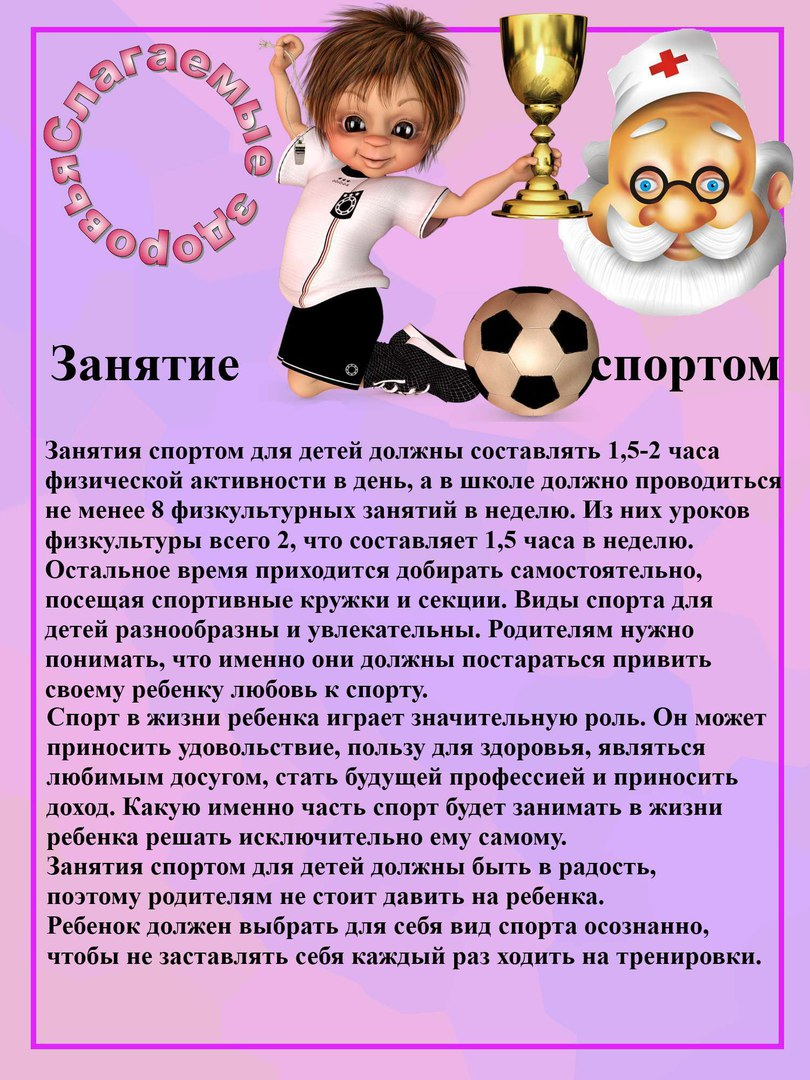 Слагаемые здоровья
Занятие спортом
Занятия спортом для детей должны составлять 1,5-2 часа
физической активности в день, а в школе должно проводиться
не менее 8 физкультурных занятий в неделю. Из них уроков
физкультуры всего 2, что составляет 1,5 часа в неделю.
Остальное время приходится добирать самостоятельно,
посещая спортивные кружки и секции. Виды спорта для
детей разнообразны и увлекательны. Родителям нужно
понимать, что именно они должны постараться привить
своему ребенку любовь к спорту.
Спорт в жизни ребенка играет значительную роль. Он может
приносить удовольствие, пользу для здоровья, являться
любимым досугом, стать будущей профессией и приносить
доход. Какую именно часть спорт будет занимать в жизни
ребенка решать исключительно ему самому.
Занятия спортом для детей должны быть в радость,
поэтому родителям не стоит давить на ребенка.
Ребенок должен выбрать для себя вид спорта осознанно,
чтобы не заставлять себя каждый раз ходить на тренировки.